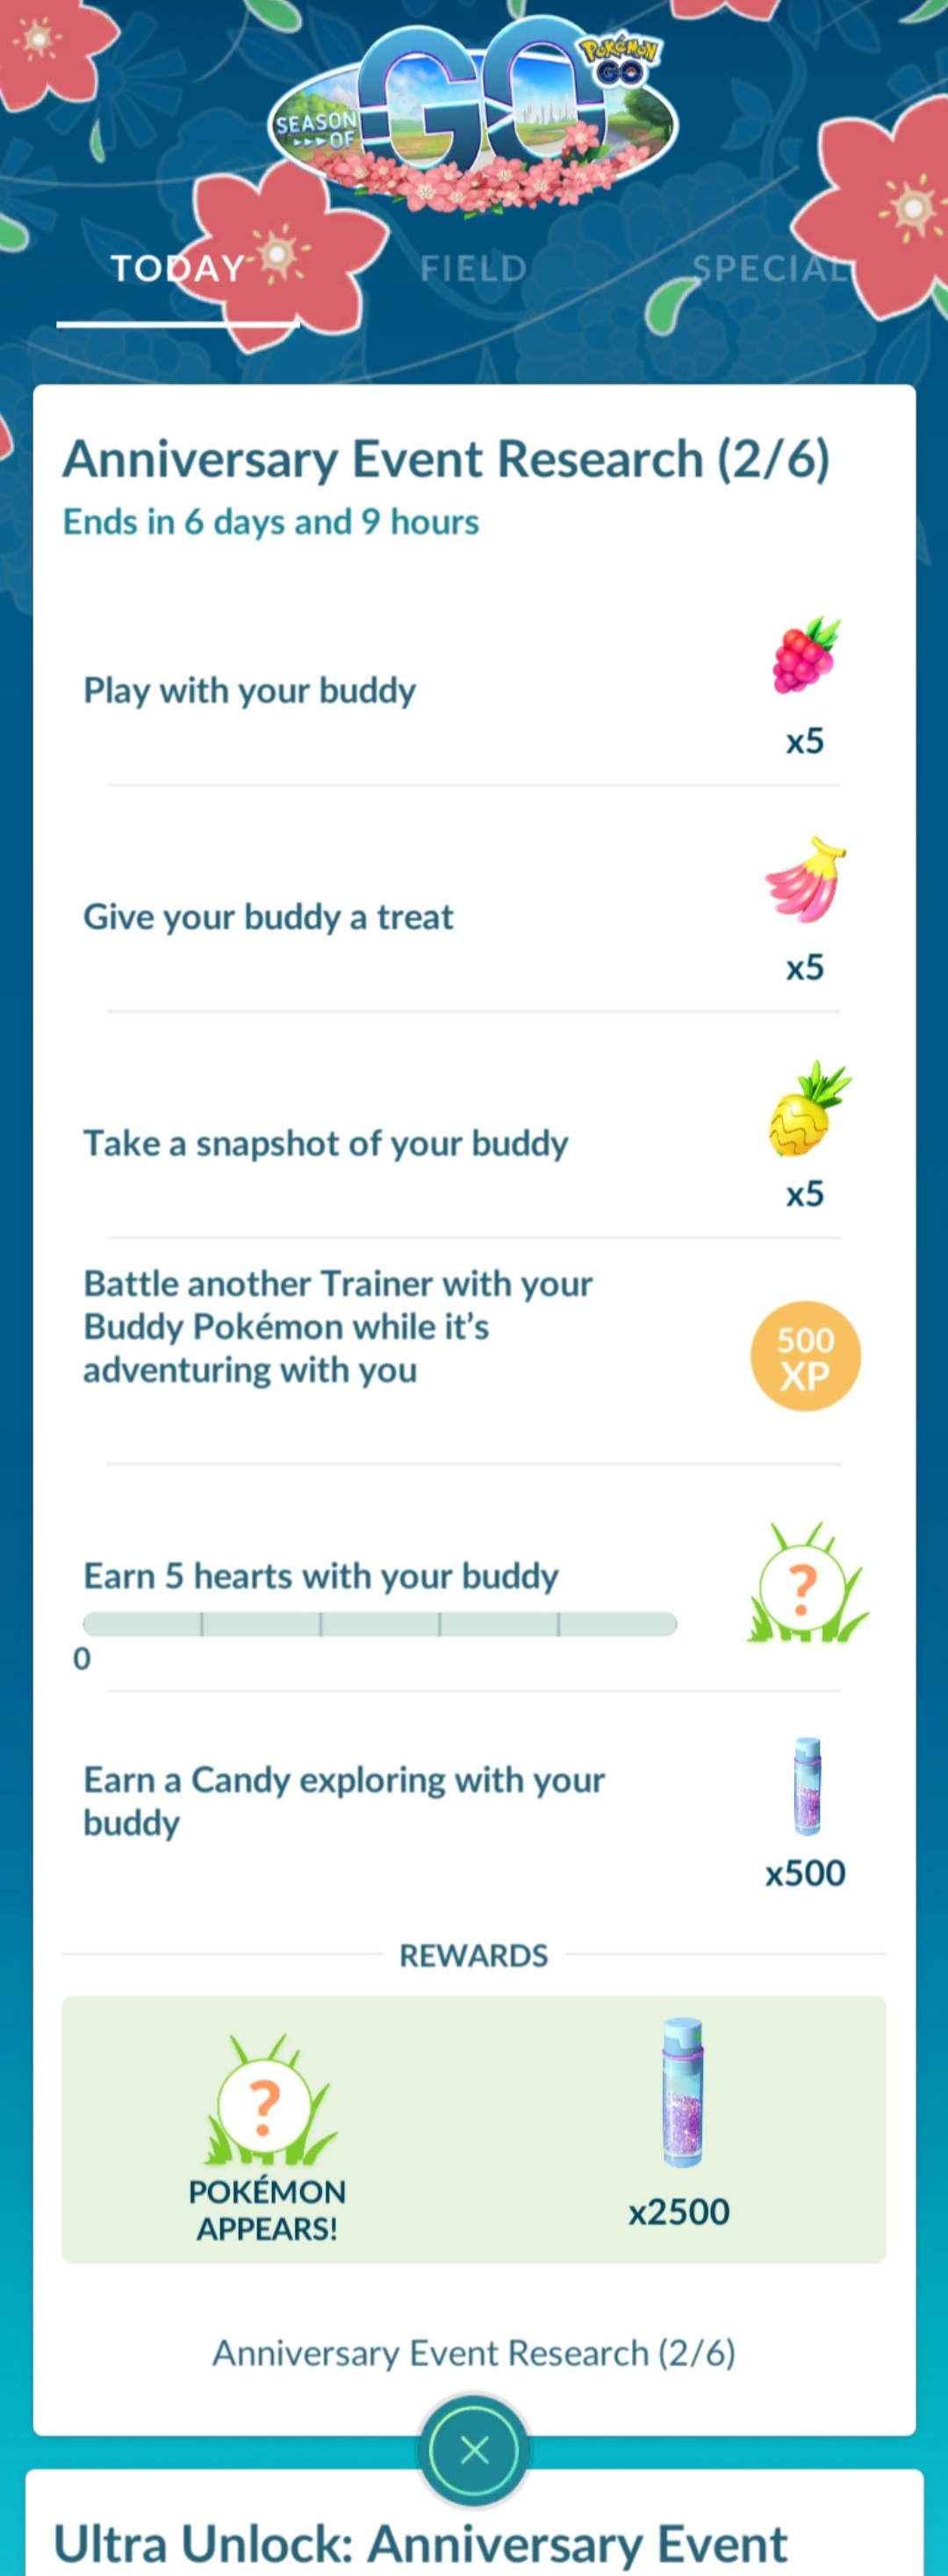 SEASON
OF
GO
POKÉMON
GO
TODAY
FIELD
SPECIAL
Anniversary Event Research (2/6)
Ends in 6 days and 9 hours
Play with your buddy
x5
Give your buddy a treat
x5
Take a snapshot of your buddy
x5
Battle another Trainer with your
Buddy Pokémon while it’s
adventuring with you
500
XP
Earn 5 hearts with your buddy
?
0
Earn a Candy exploring with your
buddy
x500
REWARDS
?
POKÉMON
APPEARS!
x2500
Anniversary Event Research (2/6)
Ultra Unlock: Anniversary Event